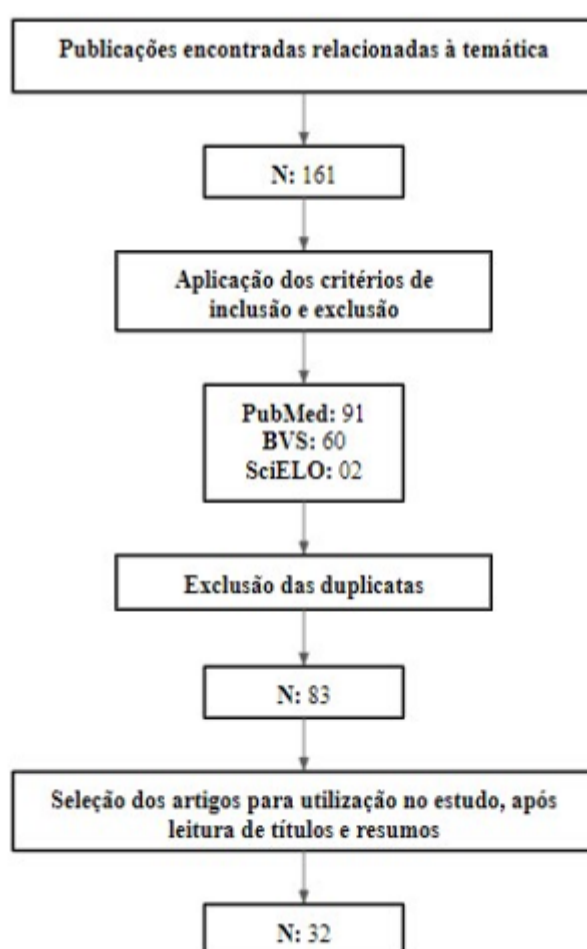 Publicações encontradas relacionadas à temática
N: 161
Aplicação dos critérios de
inclusão e exclusão
PubMed: 91
BVS: 60
SciELO: 02
Exclusão das duplicatas
N: 83
Seleção dos artigos para utilização no estudo, após
leitura de títulos e resumos
N: 32